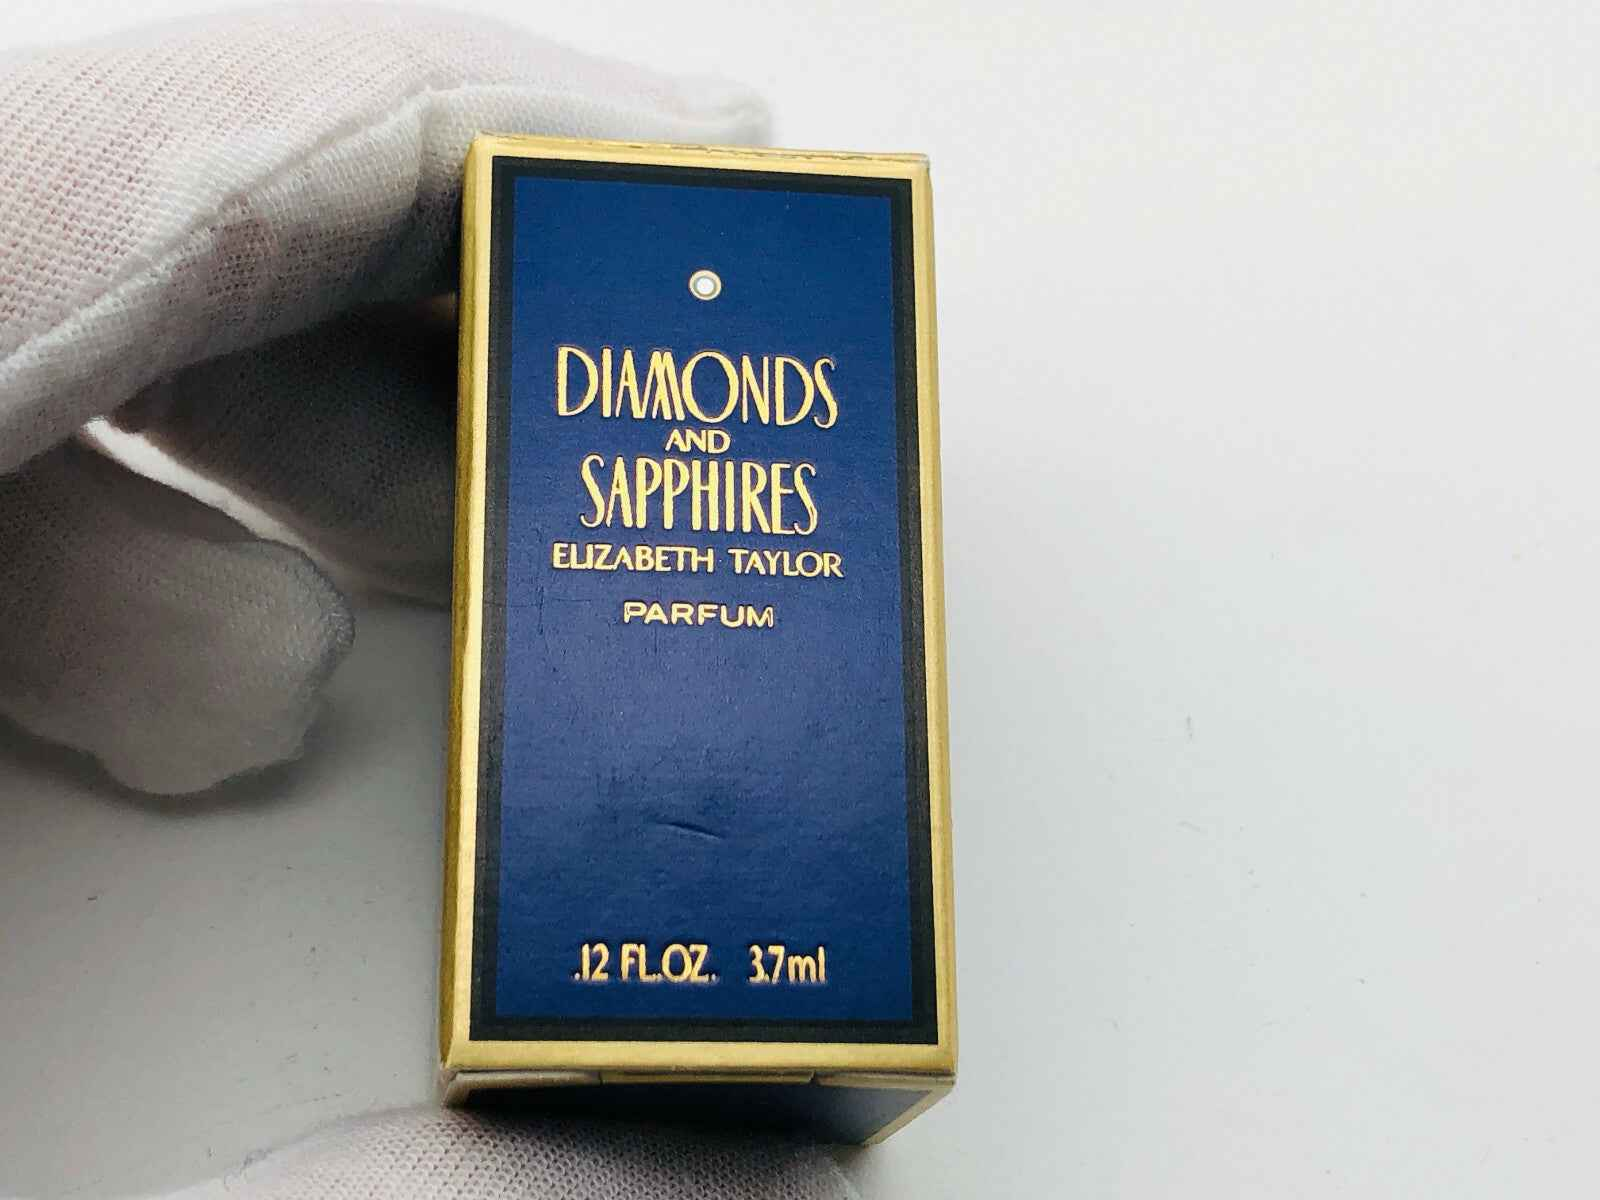 DIAMONDS
AND
SAPPHIRES
ELIZABETH TAYLOR
PARFUM
.12 FL.OZ. 3.7ml